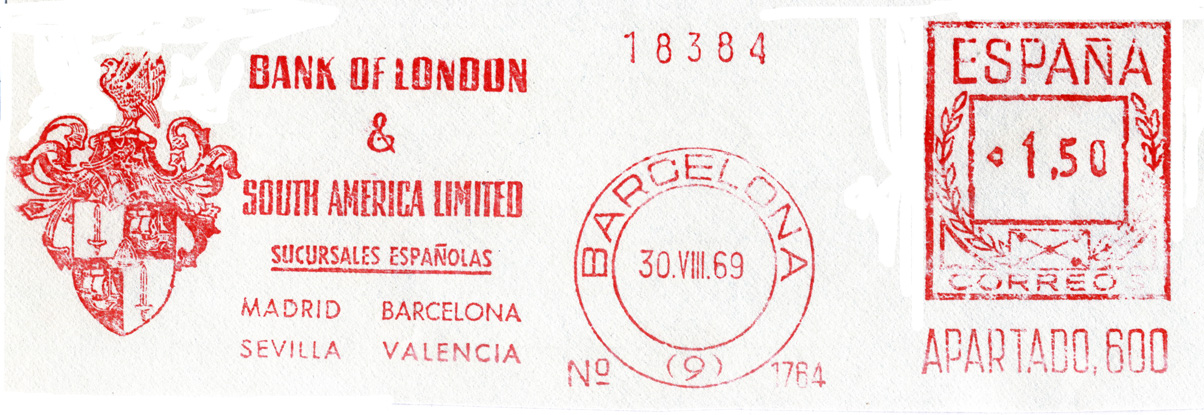 BANK OF LONDON
&
SOUTH AMERICA LIMITED
SUCURSALES ESPAÑOLAS
MADRID BARCELONA
SEVILLA VALENCIA
18384
BARCELONA
30.VIII.69
(9)
Nº 1764
ESPAÑA
1,50
CORREOS
APARTADO, 600